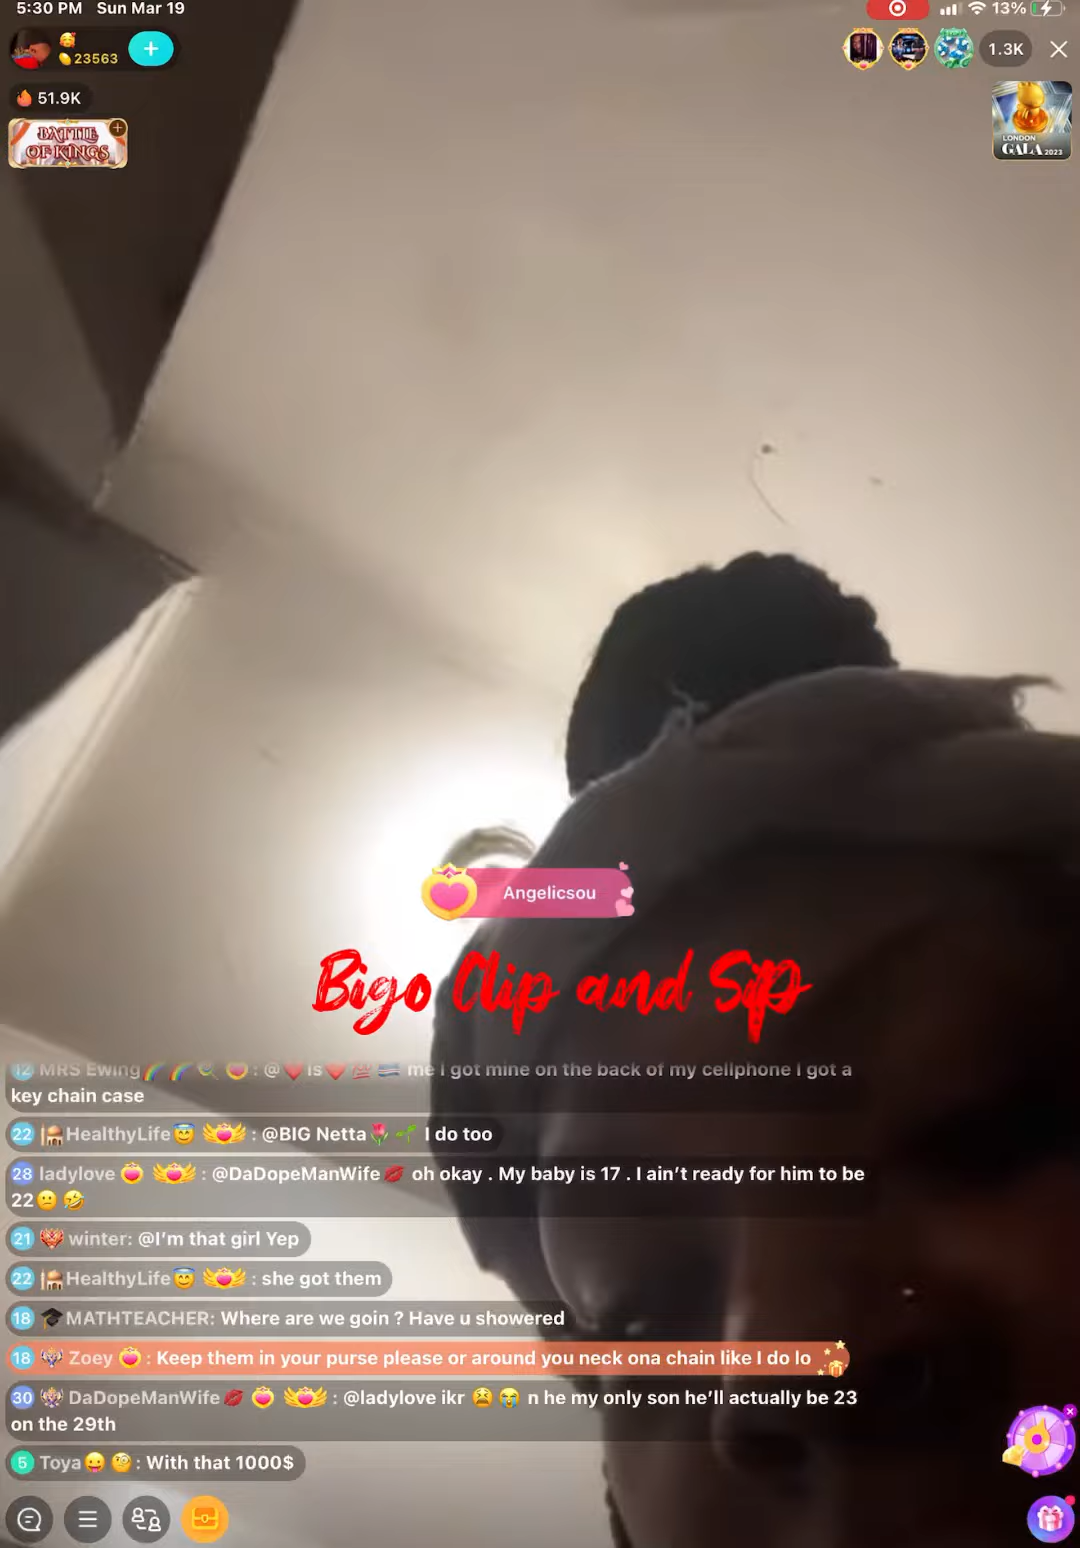 5:30 PM Sun Mar 19
13%
23563
1.3K
51.9K
BATTLE
OF KINGS
LONDON
GALA 2023
Angelicsou
Bigo Clip and Sip
12 MRS Ewing🌈🌈🍭💗 : @❤️is❤️💯 me I got mine on the back of my cellphone I got a
key chain case
22 🕌HealthyLife😇 : @BIG Netta🌷🌱 I do too
28 ladylove : @DaDopeManWife💋 oh okay . My baby is 17 . I ain’t ready for him to be
22😕🤣
21 winter: @I’m that girl Yep
22 🕌HealthyLife😇 : she got them
18 🎓MATHTEACHER: Where are we goin ? Have u showered
18 Zoey : Keep them in your purse please or around you neck ona chain like I do lo
30 DaDopeManWife💋 : @ladylove ikr 😫😭 n he my only son he’ll actually be 23
on the 29th
5 Toya😛🧐 : With that 1000$